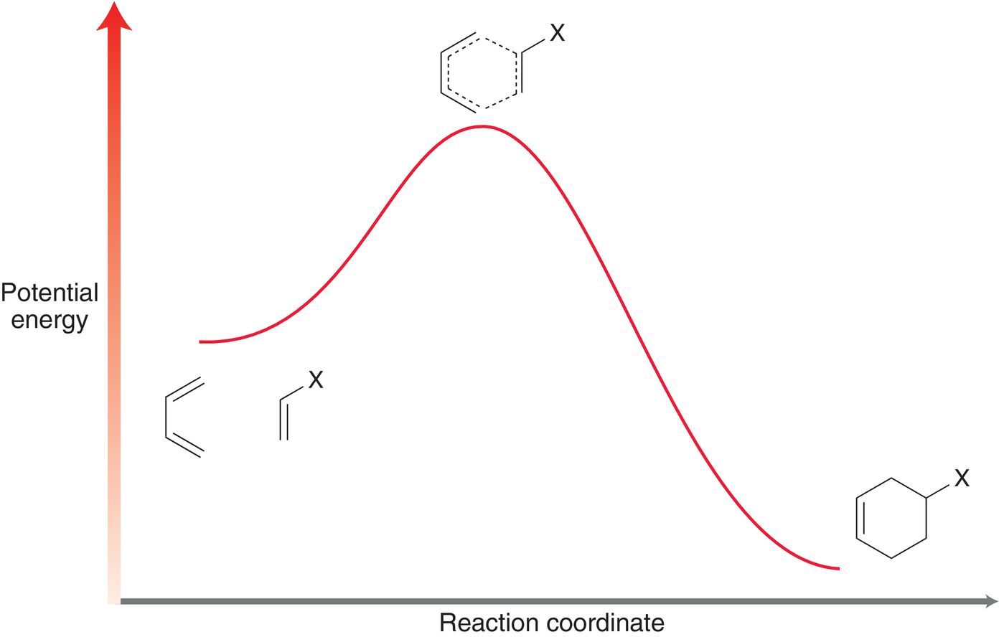 X
Potential
energy
X
X
Reaction coordinate